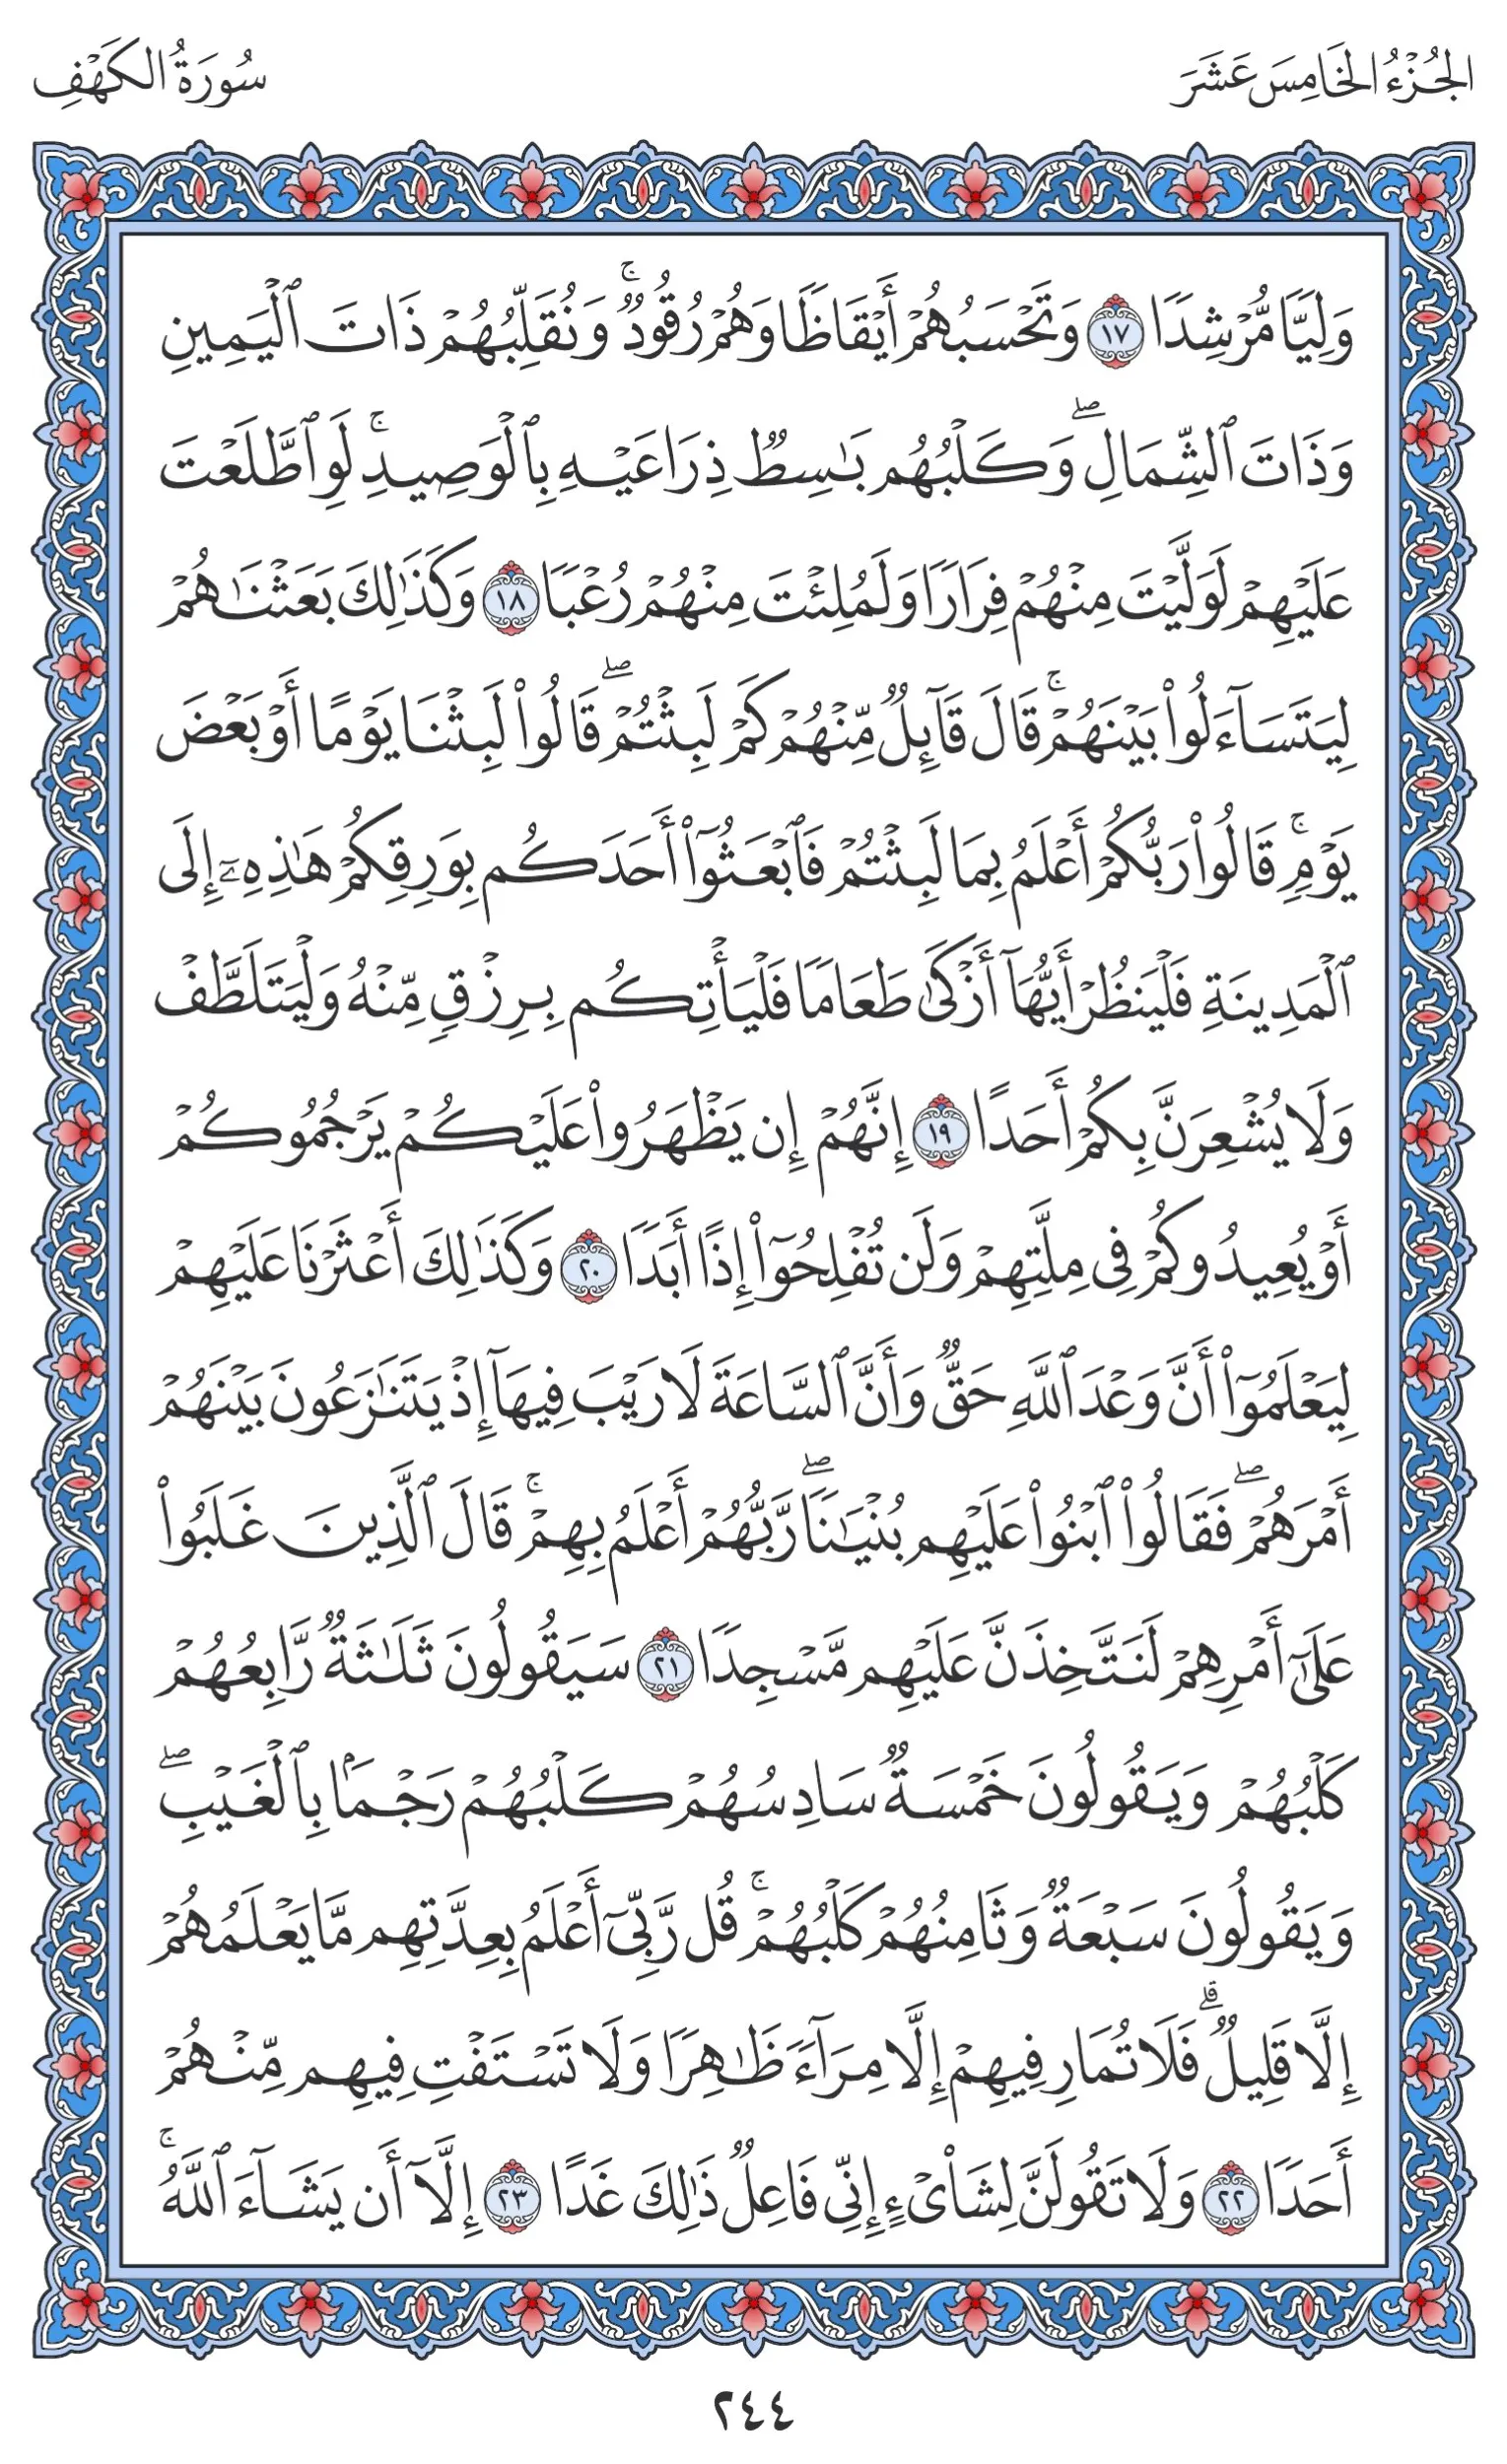 الجُزْءُ الخَامِسَ عَشَرَ
سُورَةُ الكَهْفِ
وَلِيًّا مُّرْشِدًا ١٧ وَتَحْسَبُهُمْ أَيْقَاظًا وَهُمْ رُقُودٌۚ وَنُقَلِّبُهُمْ ذَاتَ ٱلْيَمِينِ
وَذَاتَ ٱلشِّمَالِۖ وَكَلْبُهُم بَٰسِطٌ ذِرَاعَيْهِ بِٱلْوَصِيدِۚ لَوِ ٱطَّلَعْتَ
عَلَيْهِمْ لَوَلَّيْتَ مِنْهُمْ فِرَارًا وَلَمُلِئْتَ مِنْهُمْ رُعْبًا ١٨ وَكَذَٰلِكَ بَعَثْنَٰهُمْ
لِيَتَسَآءَلُوا۟ بَيْنَهُمْۚ قَالَ قَآئِلٌ مِّنْهُمْ كَمْ لَبِثْتُمْۖ قَالُوا۟ لَبِثْنَا يَوْمًا أَوْ بَعْضَ
يَوْمٍۚ قَالُوا۟ رَبُّكُمْ أَعْلَمُ بِمَا لَبِثْتُمْ فَٱبْعَثُوٓا۟ أَحَدَكُم بِوَرِقِكُمْ هَٰذِهِۦٓ إِلَى
ٱلْمَدِينَةِ فَلْيَنظُرْ أَيُّهَآ أَزْكَىٰ طَعَامًا فَلْيَأْتِكُم بِرِزْقٍ مِّنْهُ وَلْيَتَلَطَّفْ
وَلَا يُشْعِرَنَّ بِكُمْ أَحَدًا ١٩ إِنَّهُمْ إِن يَظْهَرُوا۟ عَلَيْكُمْ يَرْجُمُوكُمْ
أَوْ يُعِيدُوكُمْ فِى مِلَّتِهِمْ وَلَن تُفْلِحُوٓا۟ إِذًا أَبَدًا ٢٠ وَكَذَٰلِكَ أَعْثَرْنَا عَلَيْهِمْ
لِيَعْلَمُوٓا۟ أَنَّ وَعْدَ ٱللَّهِ حَقٌّ وَأَنَّ ٱلسَّاعَةَ لَا رَيْبَ فِيهَآ إِذْ يَتَنَٰزَعُونَ بَيْنَهُمْ
أَمْرَهُمْۖ فَقَالُوا۟ ٱبْنُوا۟ عَلَيْهِم بُنْيَٰنًاۖ رَّبُّهُمْ أَعْلَمُ بِهِمْۚ قَالَ ٱلَّذِينَ غَلَبُوا۟
عَلَىٰٓ أَمْرِهِمْ لَنَتَّخِذَنَّ عَلَيْهِم مَّسْجِدًا ٢١ سَيَقُولُونَ ثَلَٰثَةٌ رَّابِعُهُمْ
كَلْبُهُمْ وَيَقُولُونَ خَمْسَةٌ سَادِسُهُمْ كَلْبُهُمْ رَجْمًۢا بِٱلْغَيْبِۖ
وَيَقُولُونَ سَبْعَةٌ وَثَامِنُهُمْ كَلْبُهُمْۚ قُل رَّبِّىٓ أَعْلَمُ بِعِدَّتِهِم مَّا يَعْلَمُهُمْ
إِلَّا قَلِيلٌۗ فَلَا تُمَارِ فِيهِمْ إِلَّا مِرَآءً ظَٰهِرًا وَلَا تَسْتَفْتِ فِيهِم مِّنْهُمْ
أَحَدًا ٢٢ وَلَا تَقُولَنَّ لِشَا۟ىْءٍ إِنِّى فَاعِلٌ ذَٰلِكَ غَدًا ٢٣ إِلَّآ أَن يَشَآءَ ٱللَّهُۚ
٢٤٤